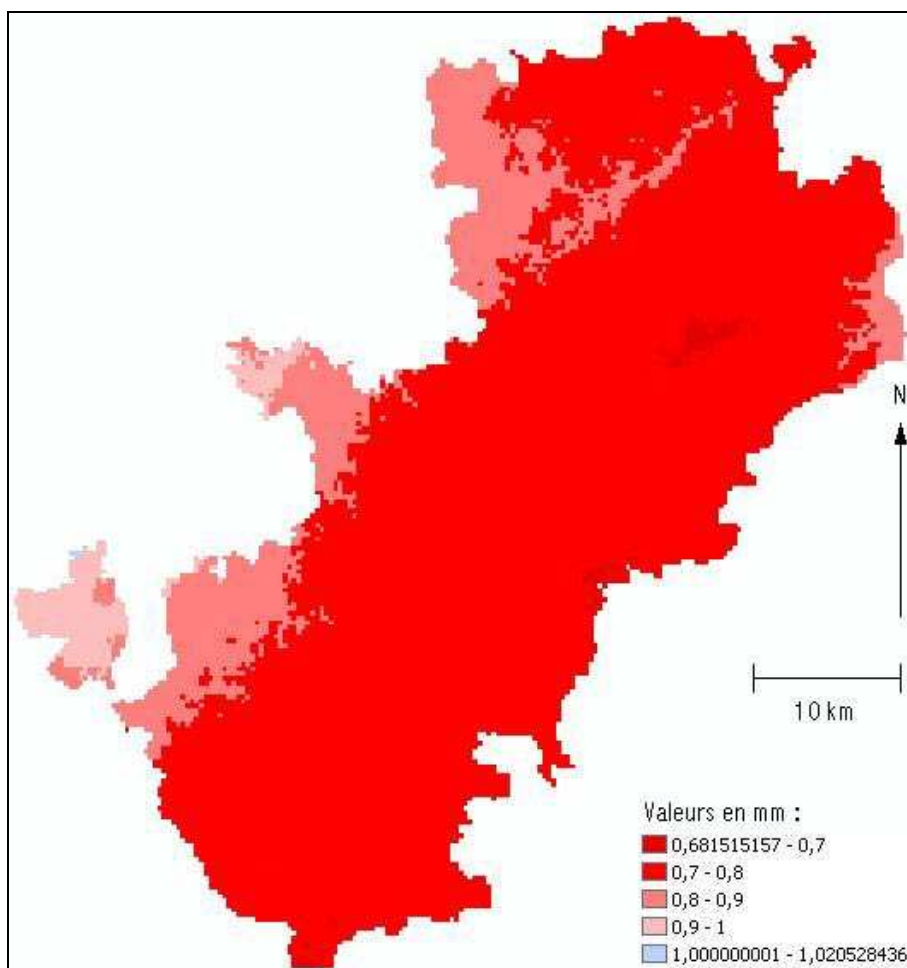 N
10 km
Valeurs en mm :
0,681515157 - 0,7
0,7 - 0,8
0,8 - 0,9
0,9 - 1
1,000000001 - 1,020528436